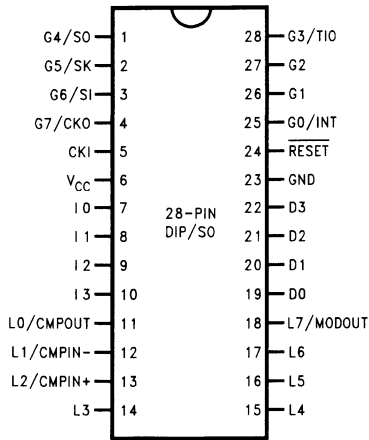 G4/SO 1 28 G3/TIO
G5/SK 2 27 G2
G6/SI 3 26 G1
G7/CKO 4 25 G0/INT
CKI 5 24 RESET
VCC 6 23 GND
I0 7 22 D3
28-PIN
I1 8 21 D2
DIP/SO
I2 9 20 D1
I3 10 19 D0
L0/CMPOUT 11 18 L7/MODOUT
L1/CMPIN- 12 17 L6
L2/CMPIN+ 13 16 L5
L3 14 15 L4